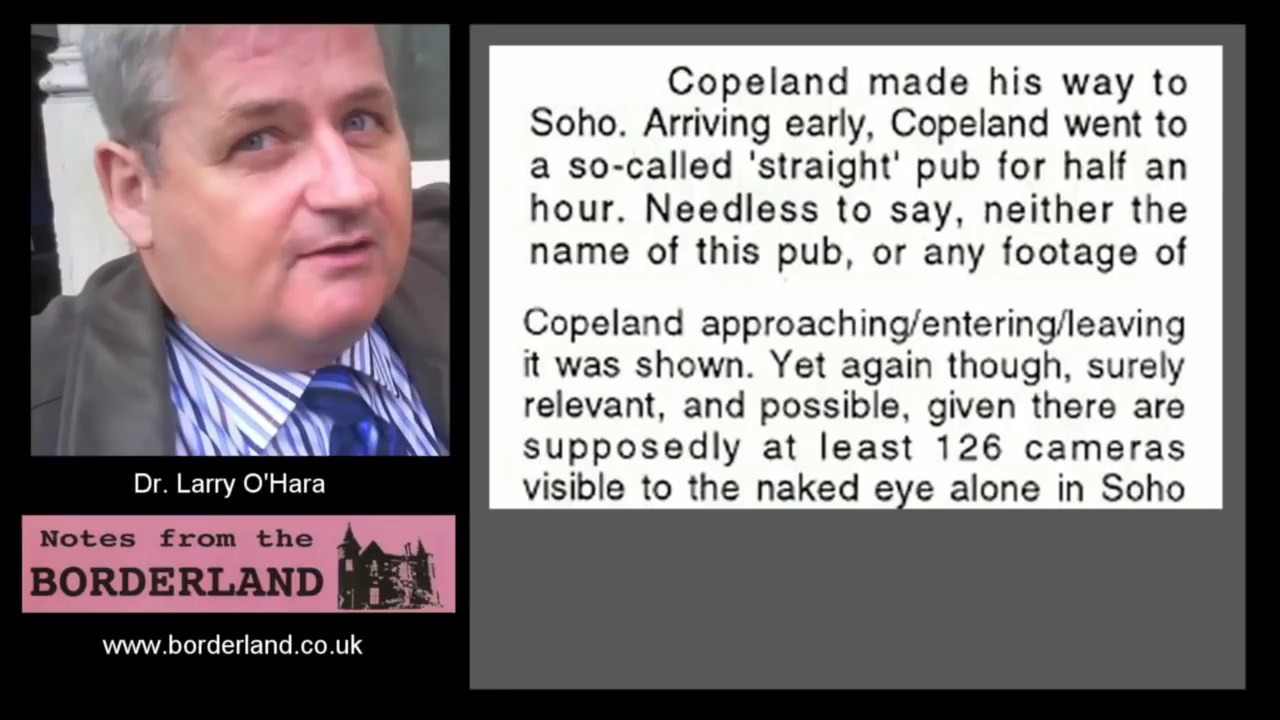 Dr. Larry O'Hara
Notes from the
BORDERLAND
www.borderland.co.uk
Copeland made his way to
Soho. Arriving early, Copeland went to
a so-called 'straight' pub for half an
hour. Needless to say, neither the
name of this pub, or any footage of
Copeland approaching/entering/leaving
it was shown. Yet again though, surely
relevant, and possible, given there are
supposedly at least 126 cameras
visible to the naked eye alone in Soho